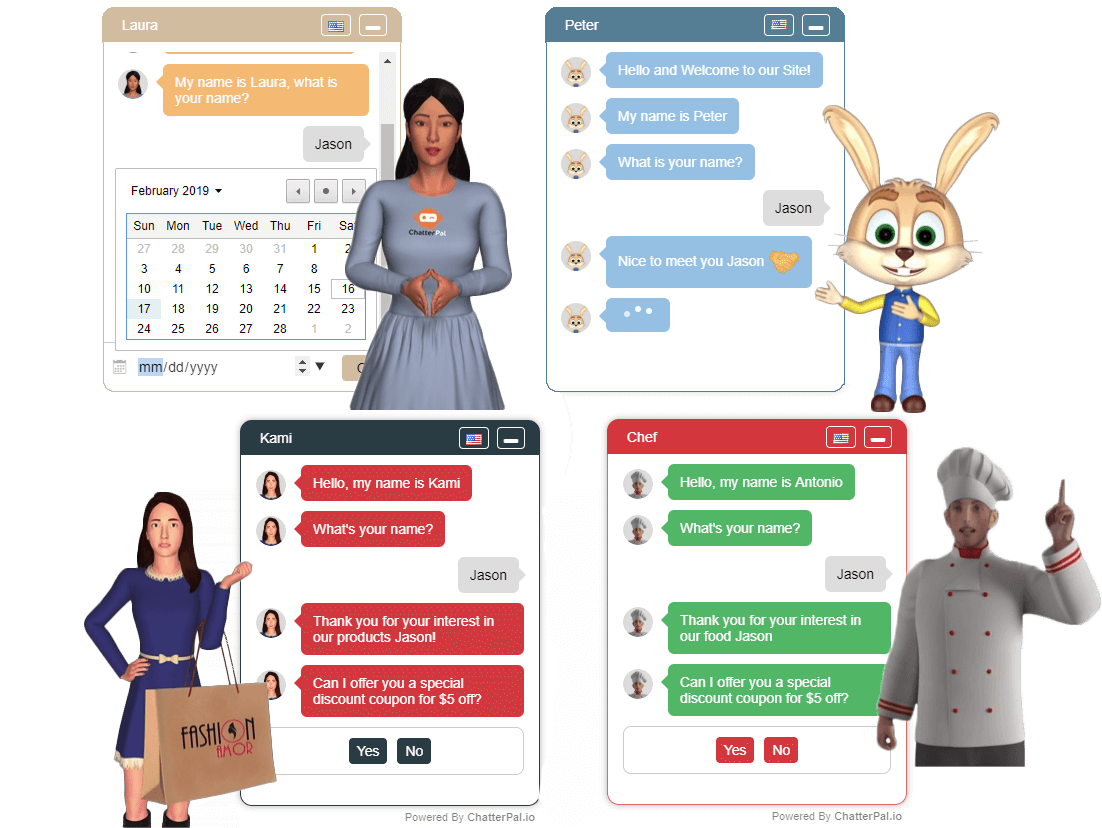 Laura
My name is Laura, what is
your name?
Jason
February 2019
Sun Mon Tue Wed Thu Fri Sa
27 28 29 30 31 1 2
3 4 5 6 7 8
10 11 12 13 14 15 16
17 18 19 20 21 22 23
24 25 26 27 28 1 2
mm/dd/yyyy
ChatterPal
Peter
Hello and Welcome to our Site!
My name is Peter
What is your name?
Jason
Nice to meet you Jason
Kami
Hello, my name is Kami
What's your name?
Jason
Thank you for your interest in
our products Jason!
Can I offer you a special
discount coupon for $5 off?
Yes No
FASHION
AMOR
Powered By ChatterPal.io
Chef
Hello, my name is Antonio
What's your name?
Jason
Thank you for your interest in
our food Jason
Can I offer you a special
discount coupon for $5 off?
Yes No
Powered By ChatterPal.io